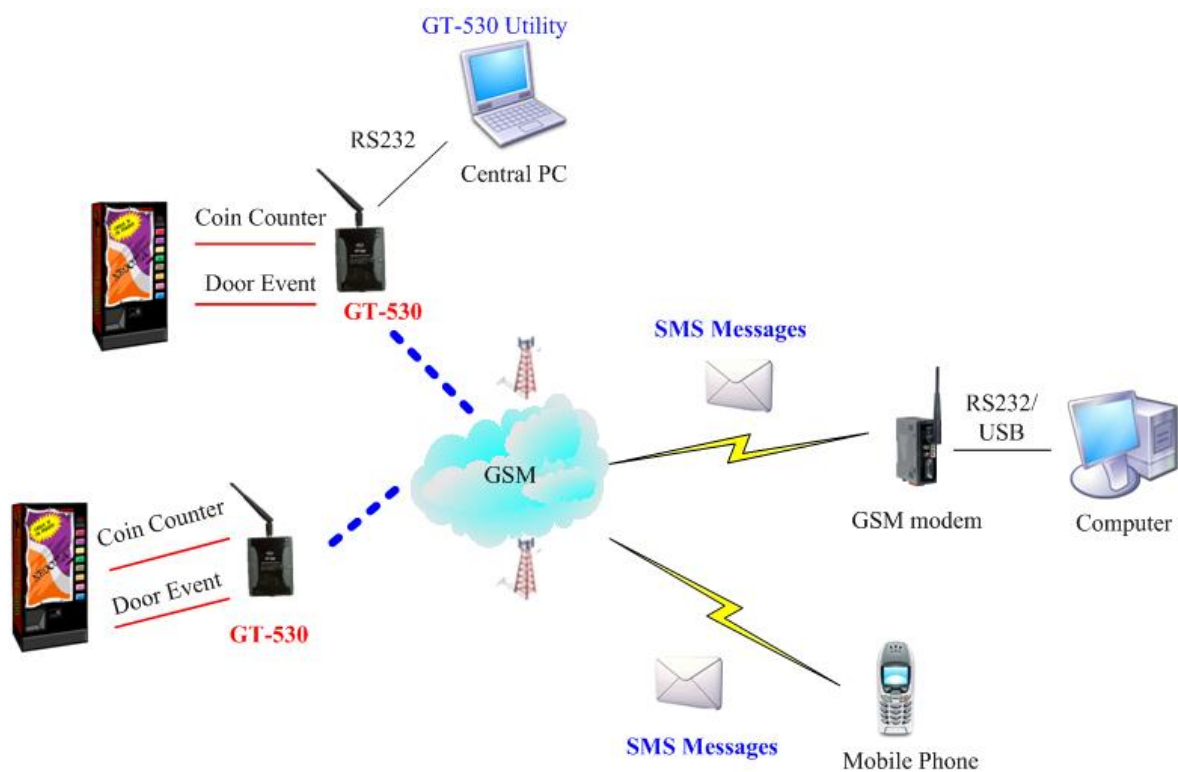 GT-530 Utility
RS232
Central PC
Coin Counter
Door Event
GT-530
SMS Messages
RS232/
USB
GSM
GSM modem
Computer
Coin Counter
Door Event
GT-530
SMS Messages
Mobile Phone